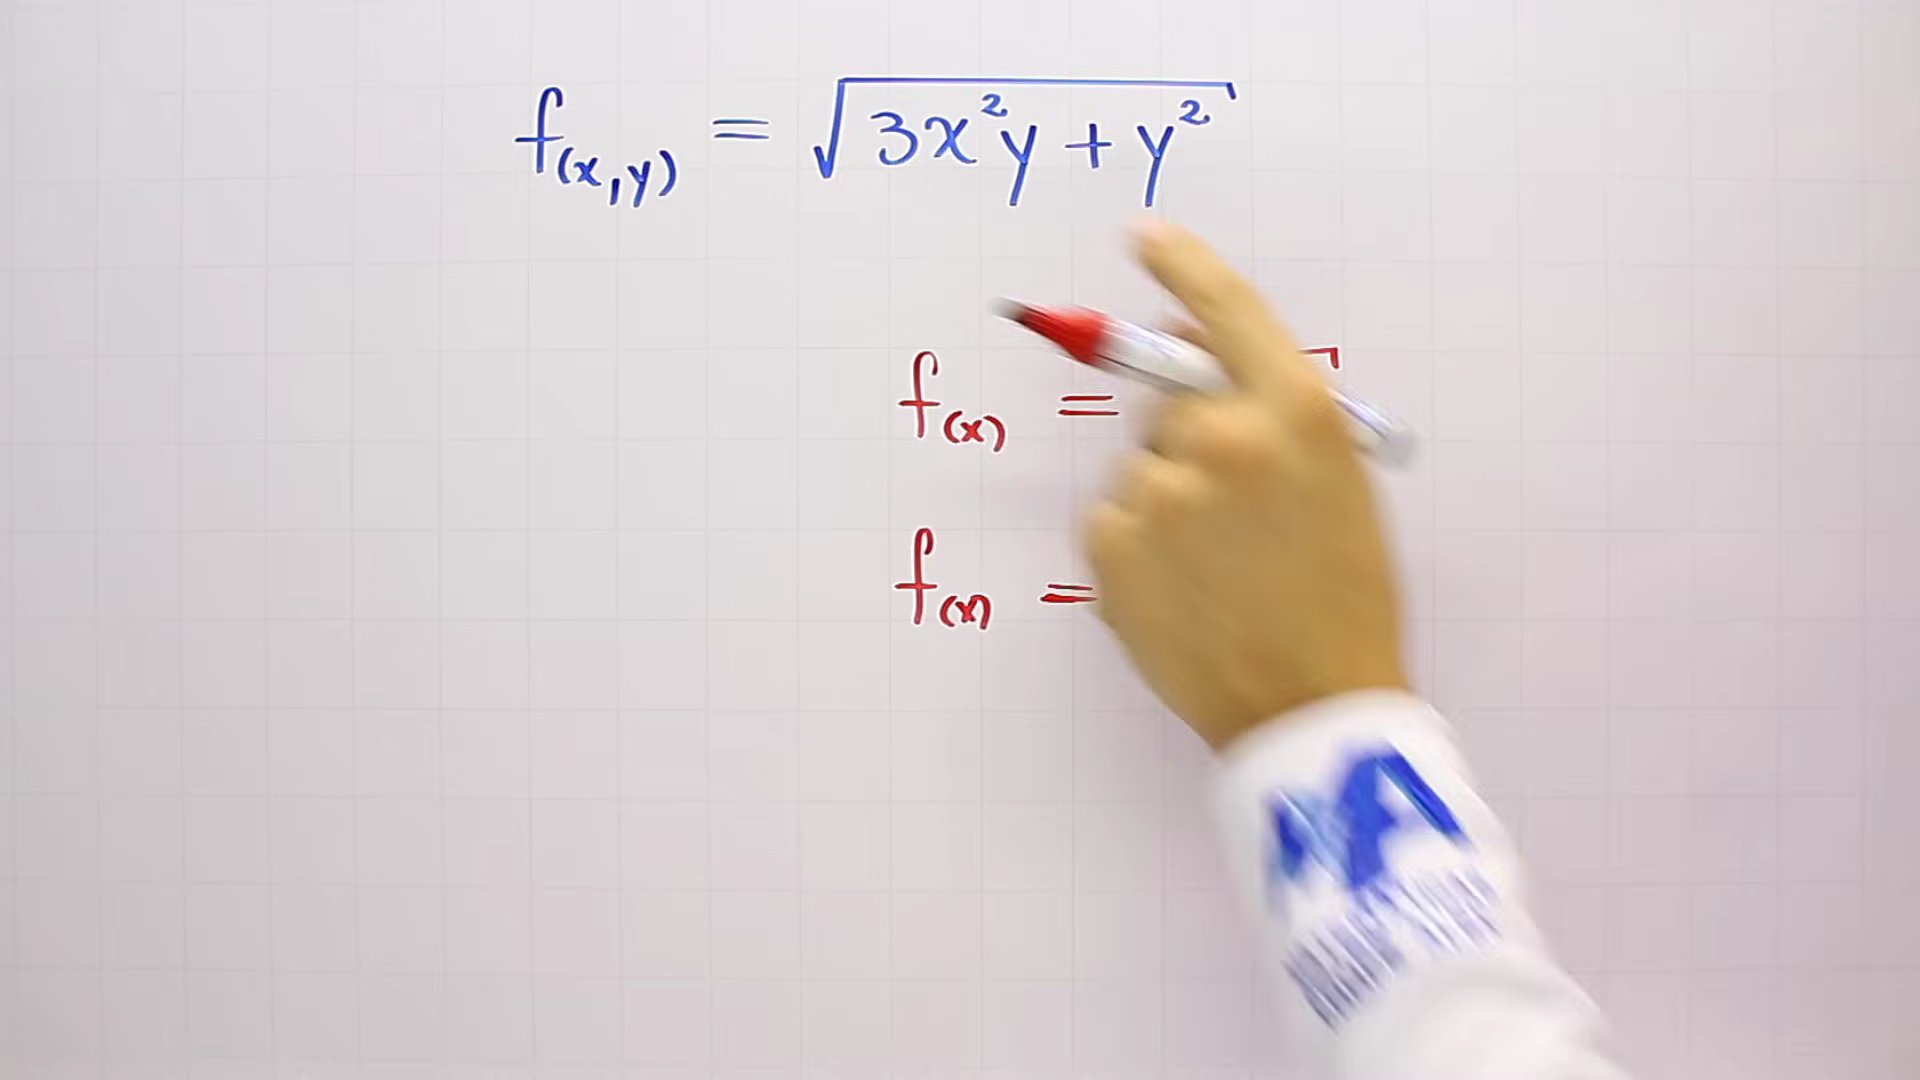 f(x,y) = √3x²y + y²
f(x) =
f(x) =